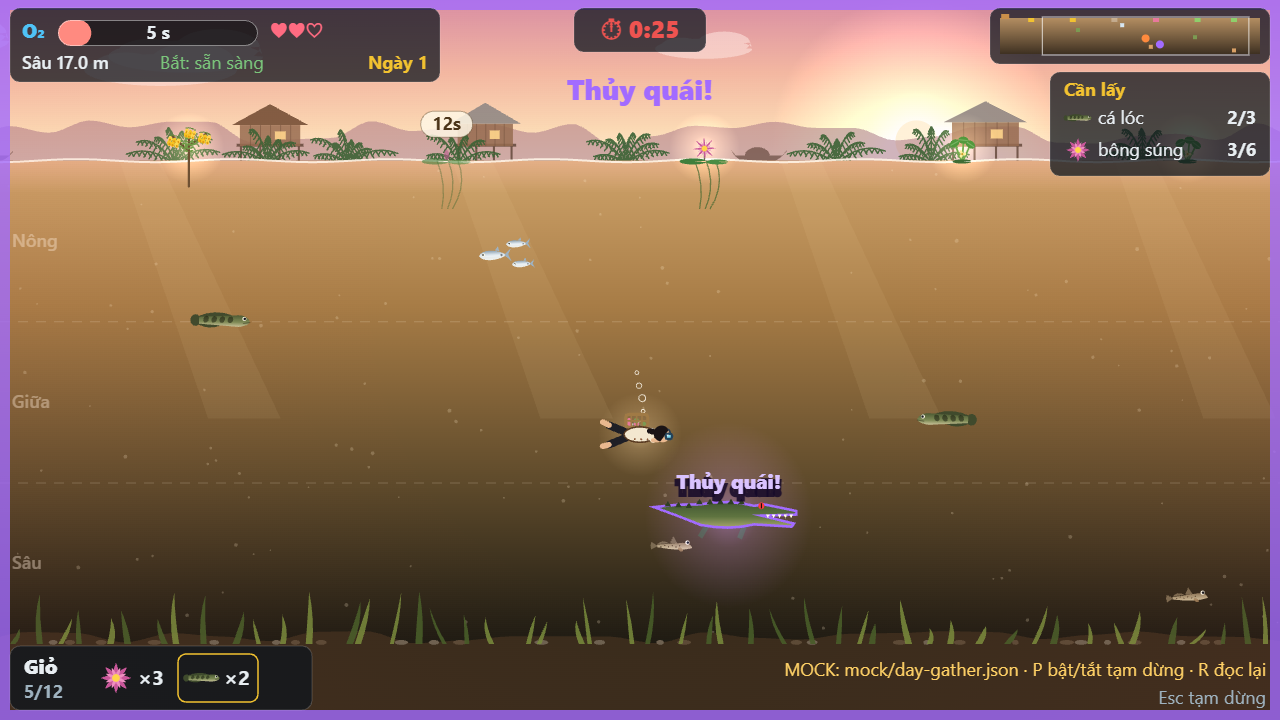 O₂ 5 s
Sâu 17.0 m Bắt: sẵn sàng Ngày 1
0:25
Thủy quái!
Cần lấy
cá lóc 2/3
bông súng 3/6
12s
Nông
Giữa
Thủy quái!
Sâu
Giỏ
5/12
×3
×2
MOCK: mock/day-gather.json · P bật/tắt tạm dừng · R đọc lại
Esc tạm dừng